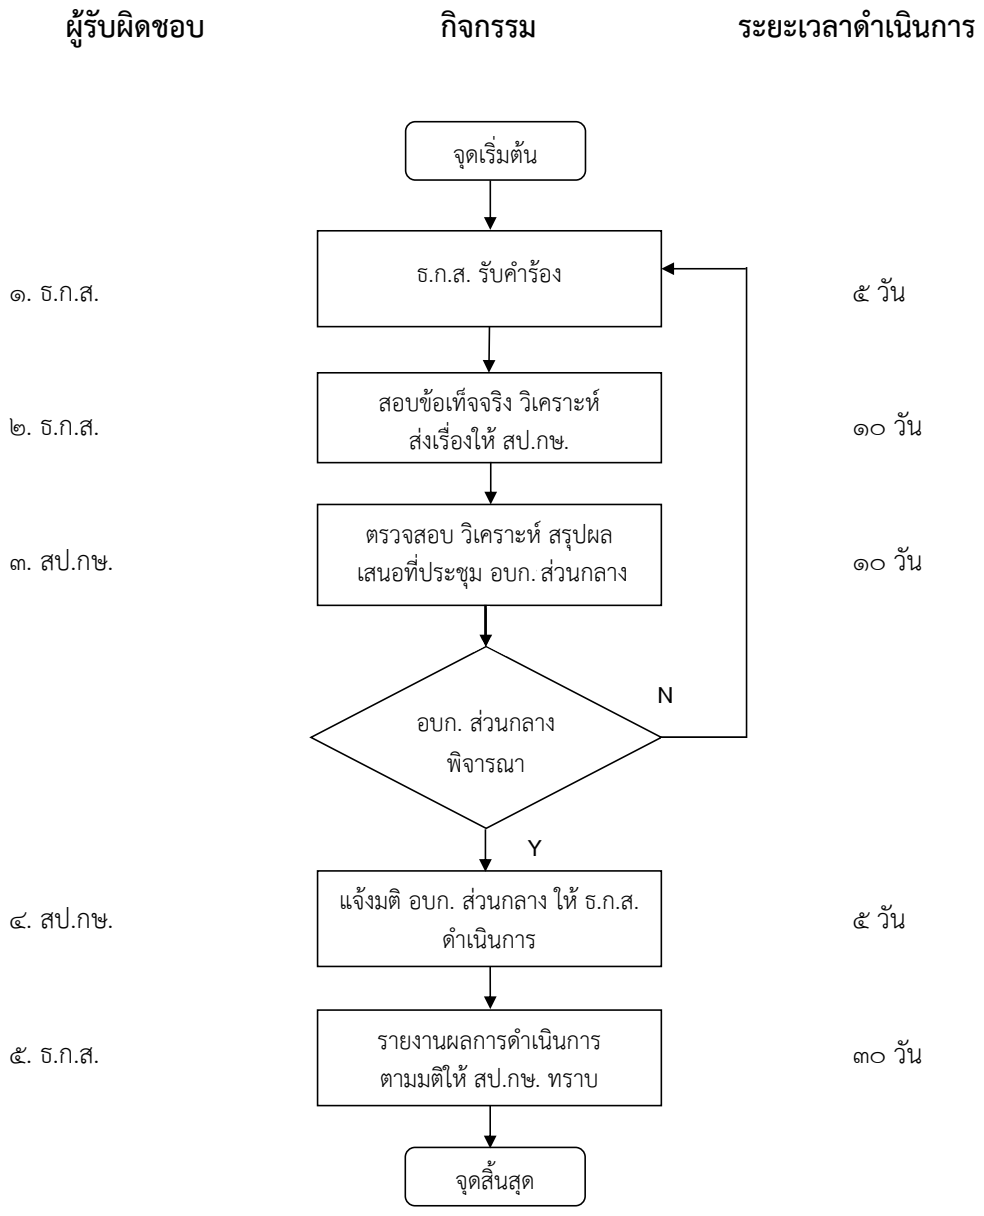 ผู้รับผิดชอบ กิจกรรม ระยะเวลาดำเนินการ
จุดเริ่มต้น
ธ.ก.ส. รับคำร้อง
๑. ธ.ก.ส. ๕ วัน
สอบข้อเท็จจริง วิเคราะห์
ส่งเรื่องให้ สป.กษ.
๒. ธ.ก.ส. ๑๐ วัน
ตรวจสอบ วิเคราะห์ สรุปผล
เสนอที่ประชุม อบก. ส่วนกลาง
๓. สป.กษ. ๑๐ วัน
N
อบก. ส่วนกลาง
พิจารณา
Y
แจ้งมติ อบก. ส่วนกลาง ให้ ธ.ก.ส.
ดำเนินการ
๔. สป.กษ. ๕ วัน
รายงานผลการดำเนินการ
ตามมติให้ สป.กษ. ทราบ
๕. ธ.ก.ส. ๓๐ วัน
จุดสิ้นสุด